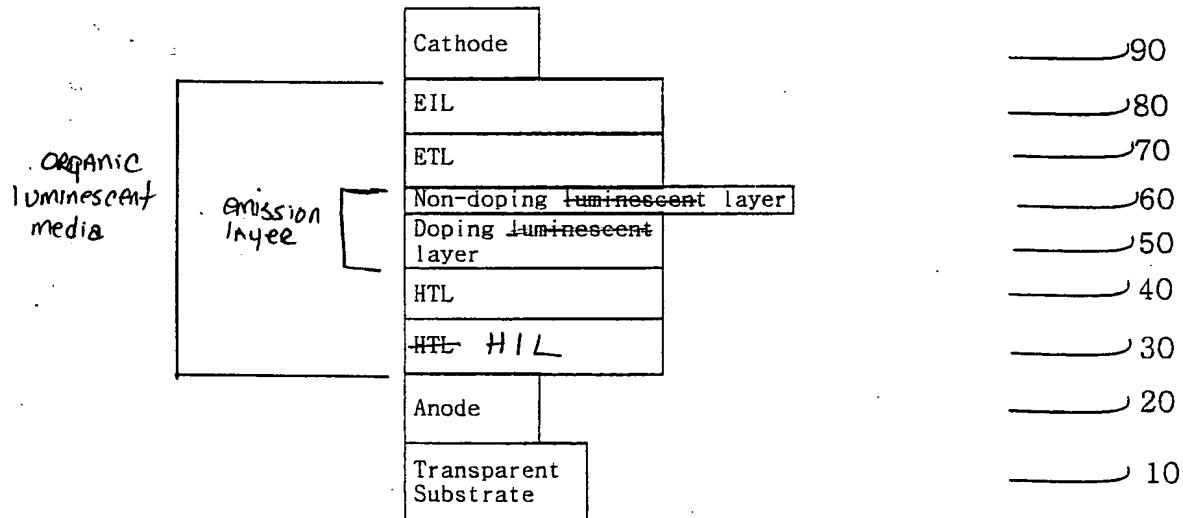 Cathode 90
EIL 80
ORGANIC
luminescent
media
ETL 70
emission
layer
Non-doping luminescent layer 60
Doping luminescent
layer 50
HTL 40
HTL HIL 30
Anode 20
Transparent
Substrate 10